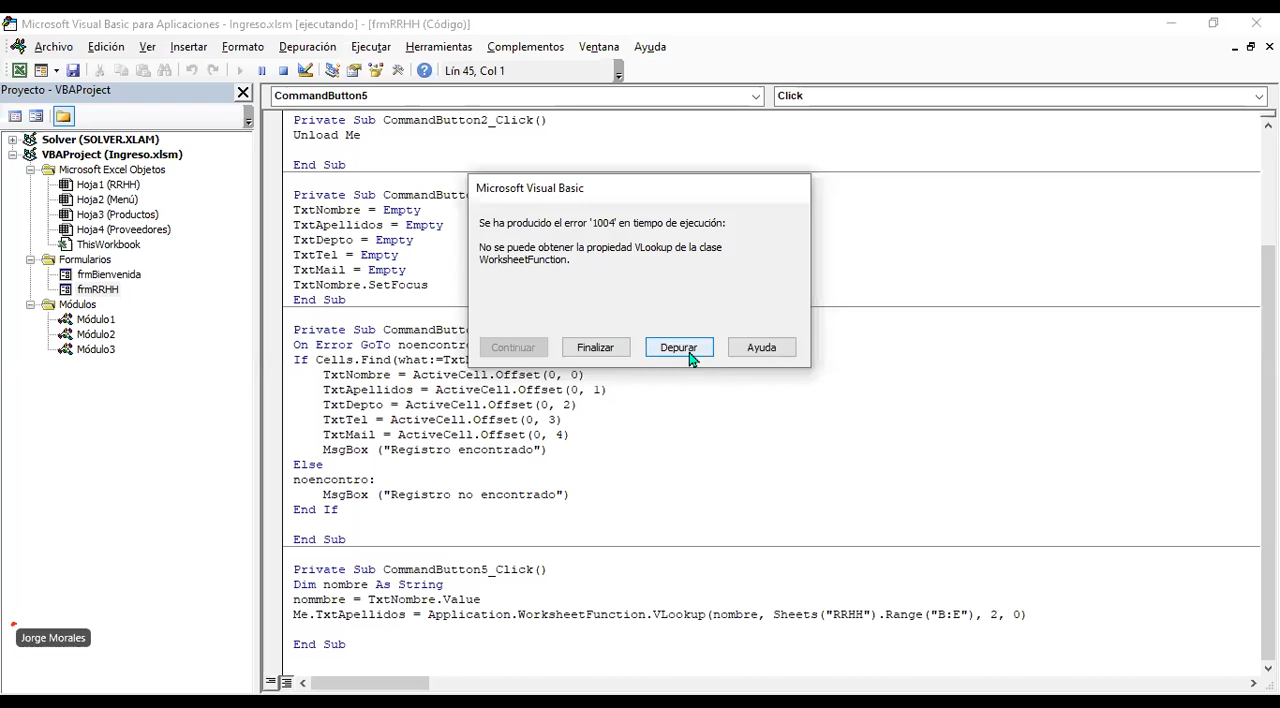 Microsoft Visual Basic para Aplicaciones - Ingreso.xlsm [ejecutando] - [frmRRHH (Código)]
Archivo Edición Ver Insertar Formato Depuración Ejecutar Herramientas Complementos Ventana Ayuda
Lín 45, Col 1
Proyecto - VBAProject
Solver (SOLVER.XLAM)
VBAProject (Ingreso.xlsm)
Microsoft Excel Objetos
Hoja1 (RRHH)
Hoja2 (Menú)
Hoja3 (Productos)
Hoja4 (Proveedores)
ThisWorkbook
Formularios
frmBienvenida
frmRRHH
Módulos
Módulo1
Módulo2
Módulo3
Jorge Morales
CommandButton5 Click
Private Sub CommandButton2_Click()
Unload Me
End Sub
Private Sub CommandButt
TxtNombre = Empty
TxtApellidos = Empty
TxtDepto = Empty
TxtTel = Empty
TxtMail = Empty
TxtNombre.SetFocus
End Sub
Microsoft Visual Basic
Se ha producido el error '1004' en tiempo de ejecución:
No se puede obtener la propiedad VLookup de la clase
WorksheetFunction.
Continuar Finalizar Depurar Ayuda
Private Sub CommandButt
On Error GoTo noencont
If Cells.Find(what:=Txt
TxtNombre = ActiveCell.Offset(0, 0)
TxtApellidos = ActiveCell.Offset(0, 1)
TxtDepto = ActiveCell.Offset(0, 2)
TxtTel = ActiveCell.Offset(0, 3)
TxtMail = ActiveCell.Offset(0, 4)
MsgBox ("Registro encontrado")
Else
noencontro:
MsgBox ("Registro no encontrado")
End If
End Sub
Private Sub CommandButton5_Click()
Dim nombre As String
nommbre = TxtNombre.Value
Me.TxtApellidos = Application.WorksheetFunction.VLookup(nombre, Sheets("RRHH").Range("B:E"), 2, 0)
End Sub